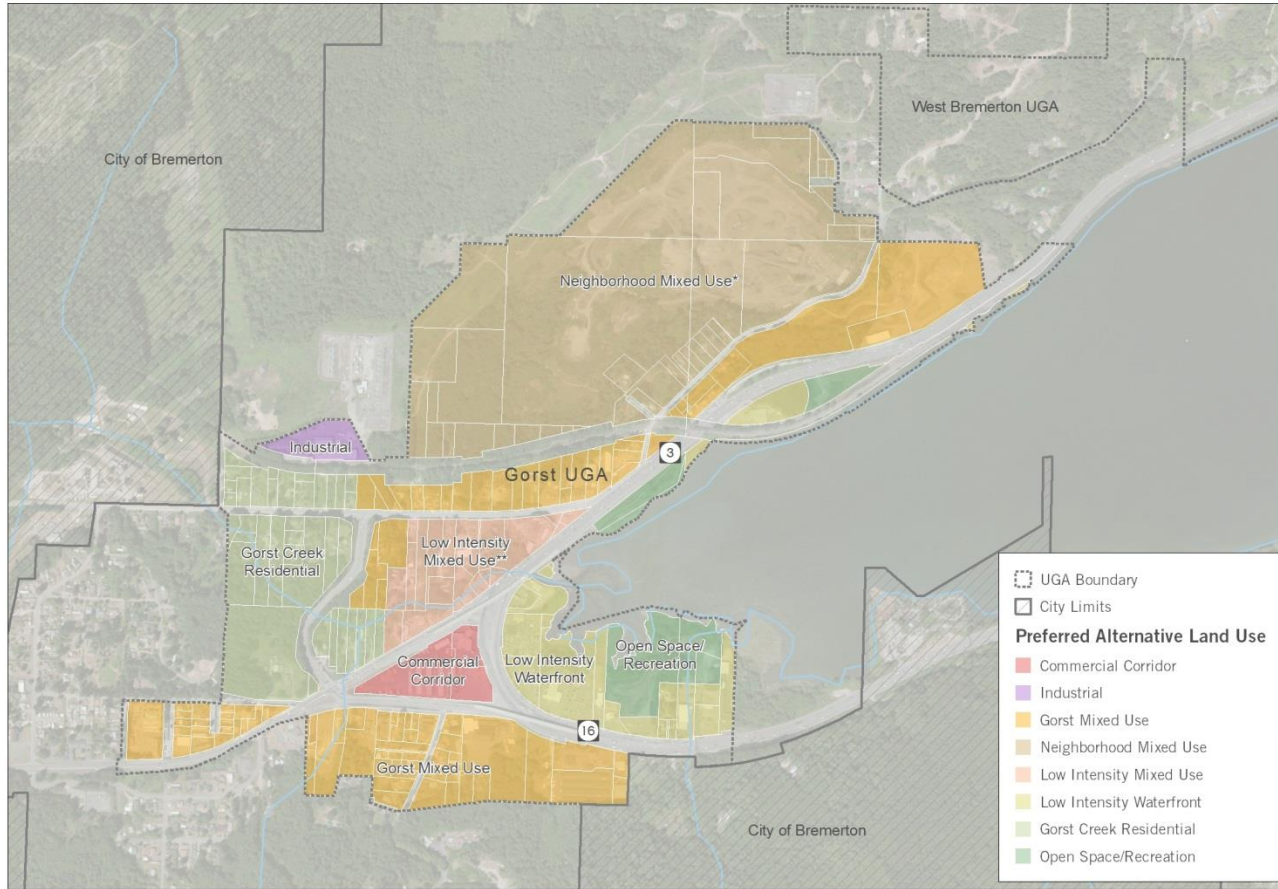 West Bremerton UGA
City of Bremerton
Neighborhood Mixed Use*
Industrial
3
Gorst UGA
Low Intensity
Mixed Use**
Gorst Creek
Residential
Commercial
Corridor
Low Intensity
Waterfront
Open Space/
Recreation
16
Gorst Mixed Use
City of Bremerton
UGA Boundary
City Limits
Preferred Alternative Land Use
Commercial Corridor
Industrial
Gorst Mixed Use
Neighborhood Mixed Use
Low Intensity Mixed Use
Low Intensity Waterfront
Gorst Creek Residential
Open Space/Recreation